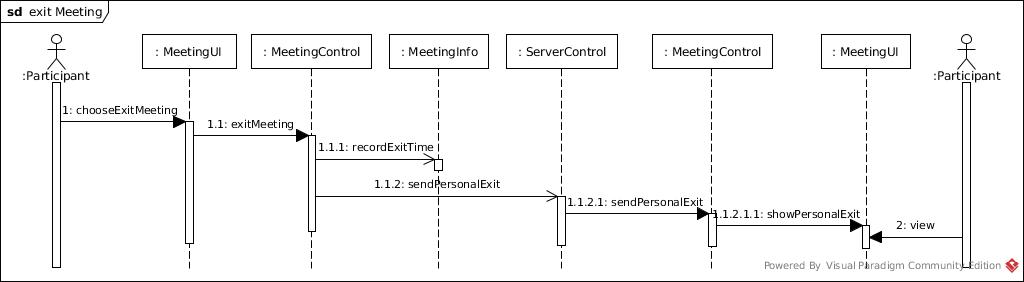 sd exit Meeting
: MeetingUI
: MeetingControl
: MeetingInfo
: ServerControl
: MeetingControl
: MeetingUI
:Participant
:Participant
1: chooseExitMeeting
1.1: exitMeeting
1.1.1: recordExitTime
1.1.2: sendPersonalExit
1.1.2.1: sendPersonalExit
1.1.2.1.1: showPersonalExit
2: view
Powered By Visual Paradigm Community Edition